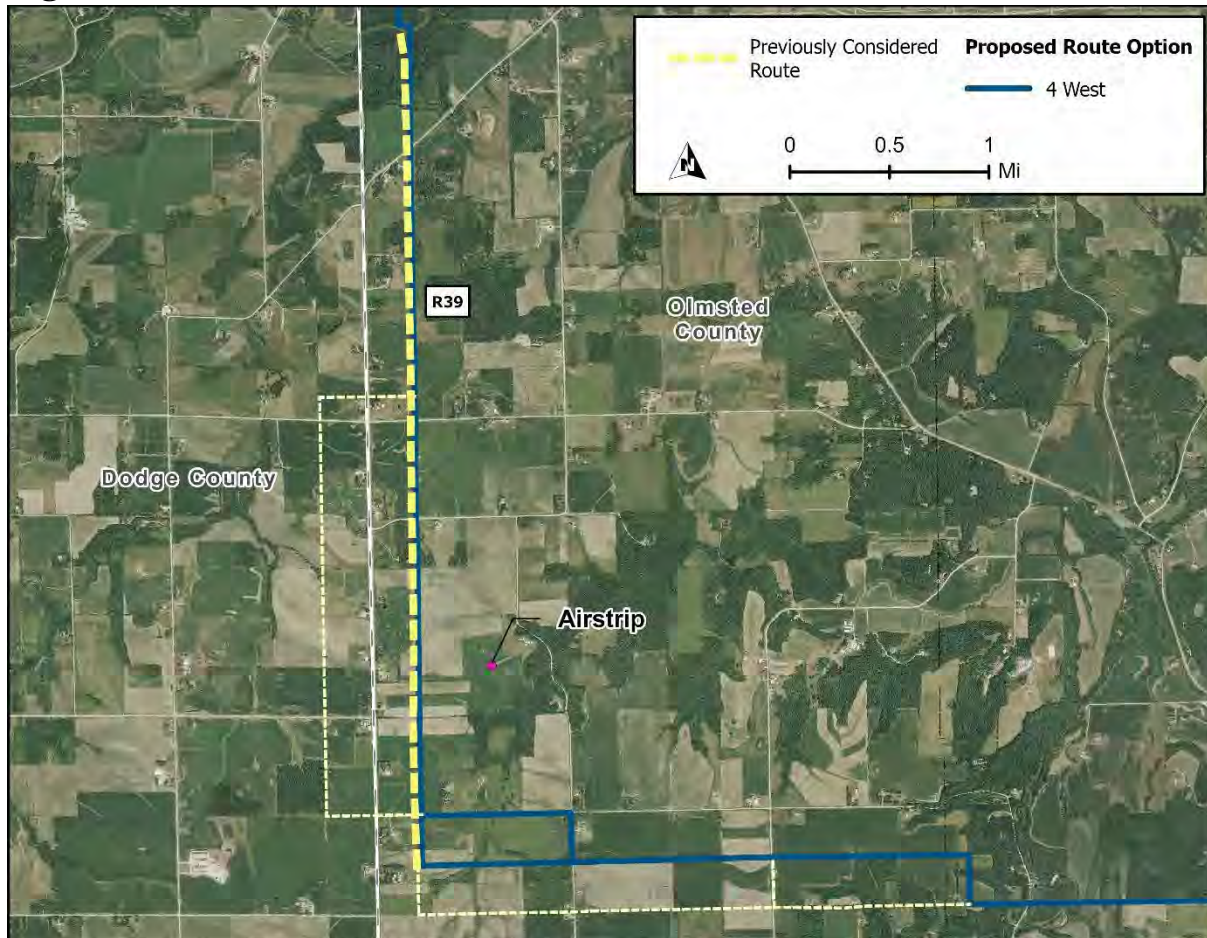 Previously Considered
Route
Proposed Route Option
4 West
N
0 0.5 1
Mi
R39
Olmsted
County
Dodge County
Airstrip